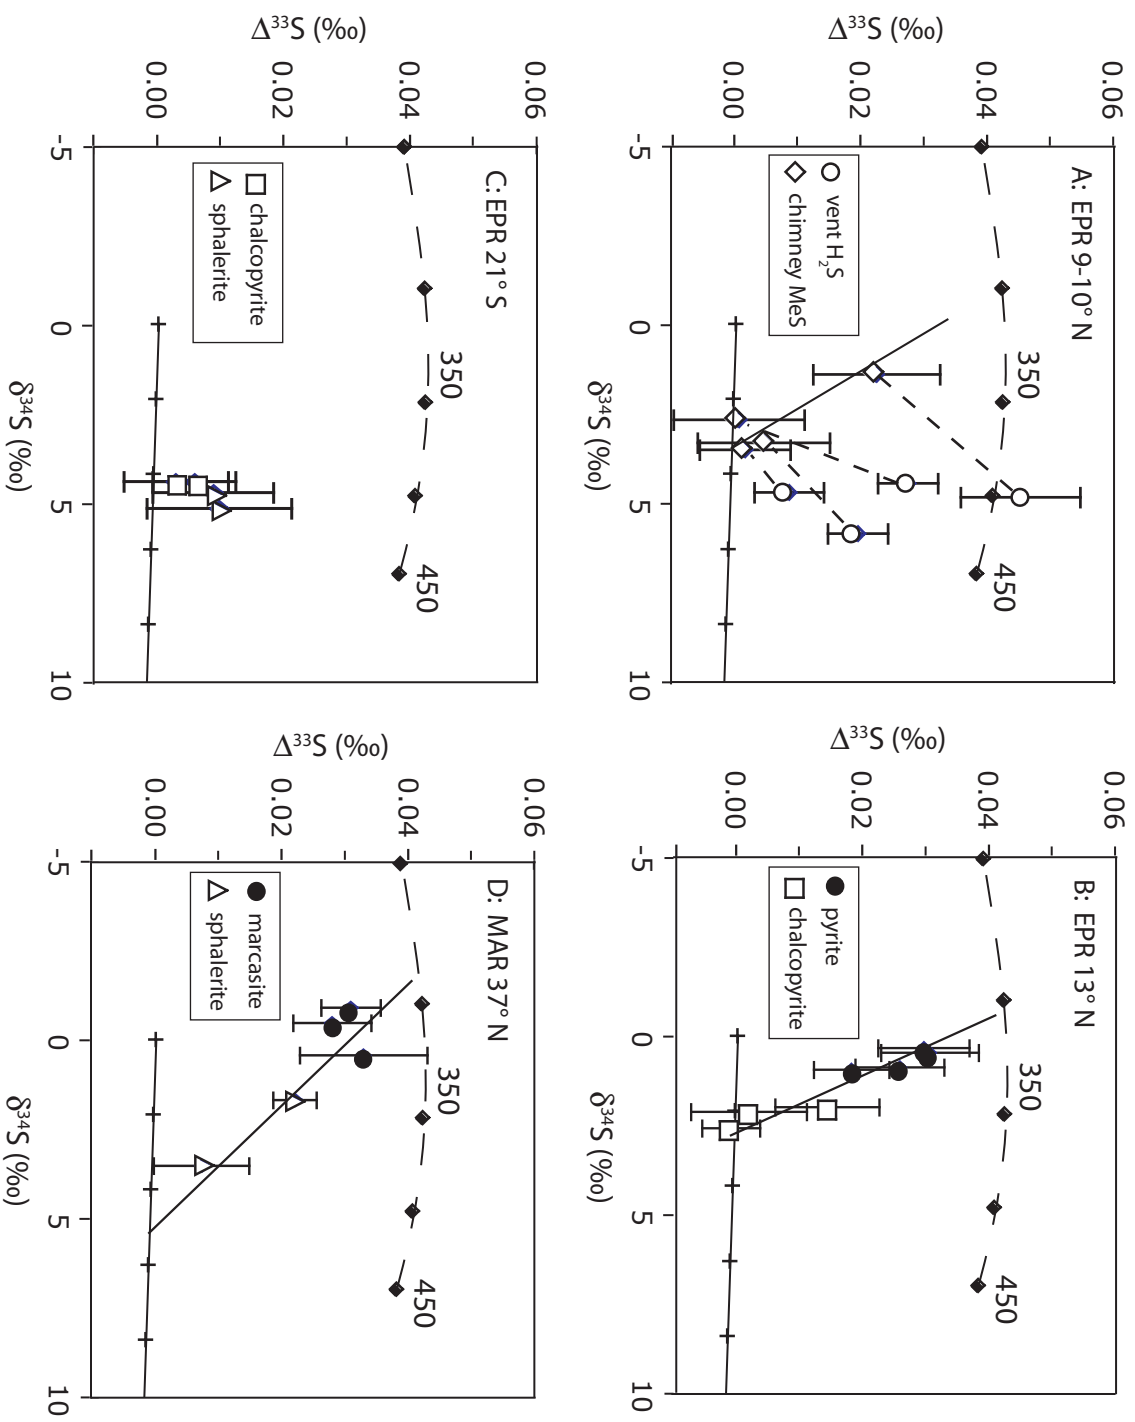 A: EPR 9-10° N
vent H₂S
chimney MeS
350
450
0.06
0.04
0.02
0.00
Δ³³S (‰)
-5
0
5
10
δ³⁴S (‰)
B: EPR 13° N
pyrite
chalcopyrite
350
450
0.06
0.04
0.02
0.00
Δ³³S (‰)
-5
0
5
10
δ³⁴S (‰)
C: EPR 21° S
chalcopyrite
sphalerite
350
450
0.06
0.04
0.02
0.00
Δ³³S (‰)
-5
0
5
10
δ³⁴S (‰)
D: MAR 37° N
marcasite
sphalerite
350
450
0.06
0.04
0.02
0.00
Δ³³S (‰)
-5
0
5
10
δ³⁴S (‰)